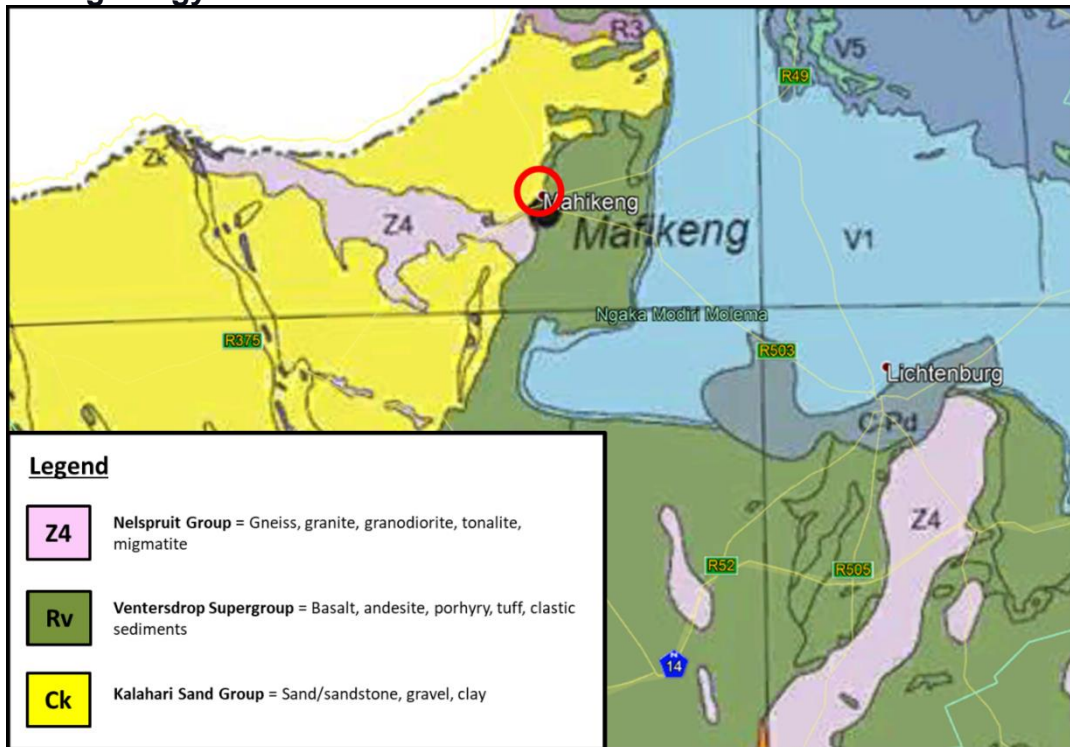 R3
V5
R49
Zk
Mahikeng
Z4
Mafikeng
V1
Ngaka Modiri Molema
R375
R503
Lichtenburg
C-Pd
Z4
R52
R505
N
14
Legend
Z4
Nelspruit Group = Gneiss, granite, granodiorite, tonalite,
migmatite
Rv
Ventersdrop Supergroup = Basalt, andesite, porhyry, tuff, clastic
sediments
Ck
Kalahari Sand Group = Sand/sandstone, gravel, clay